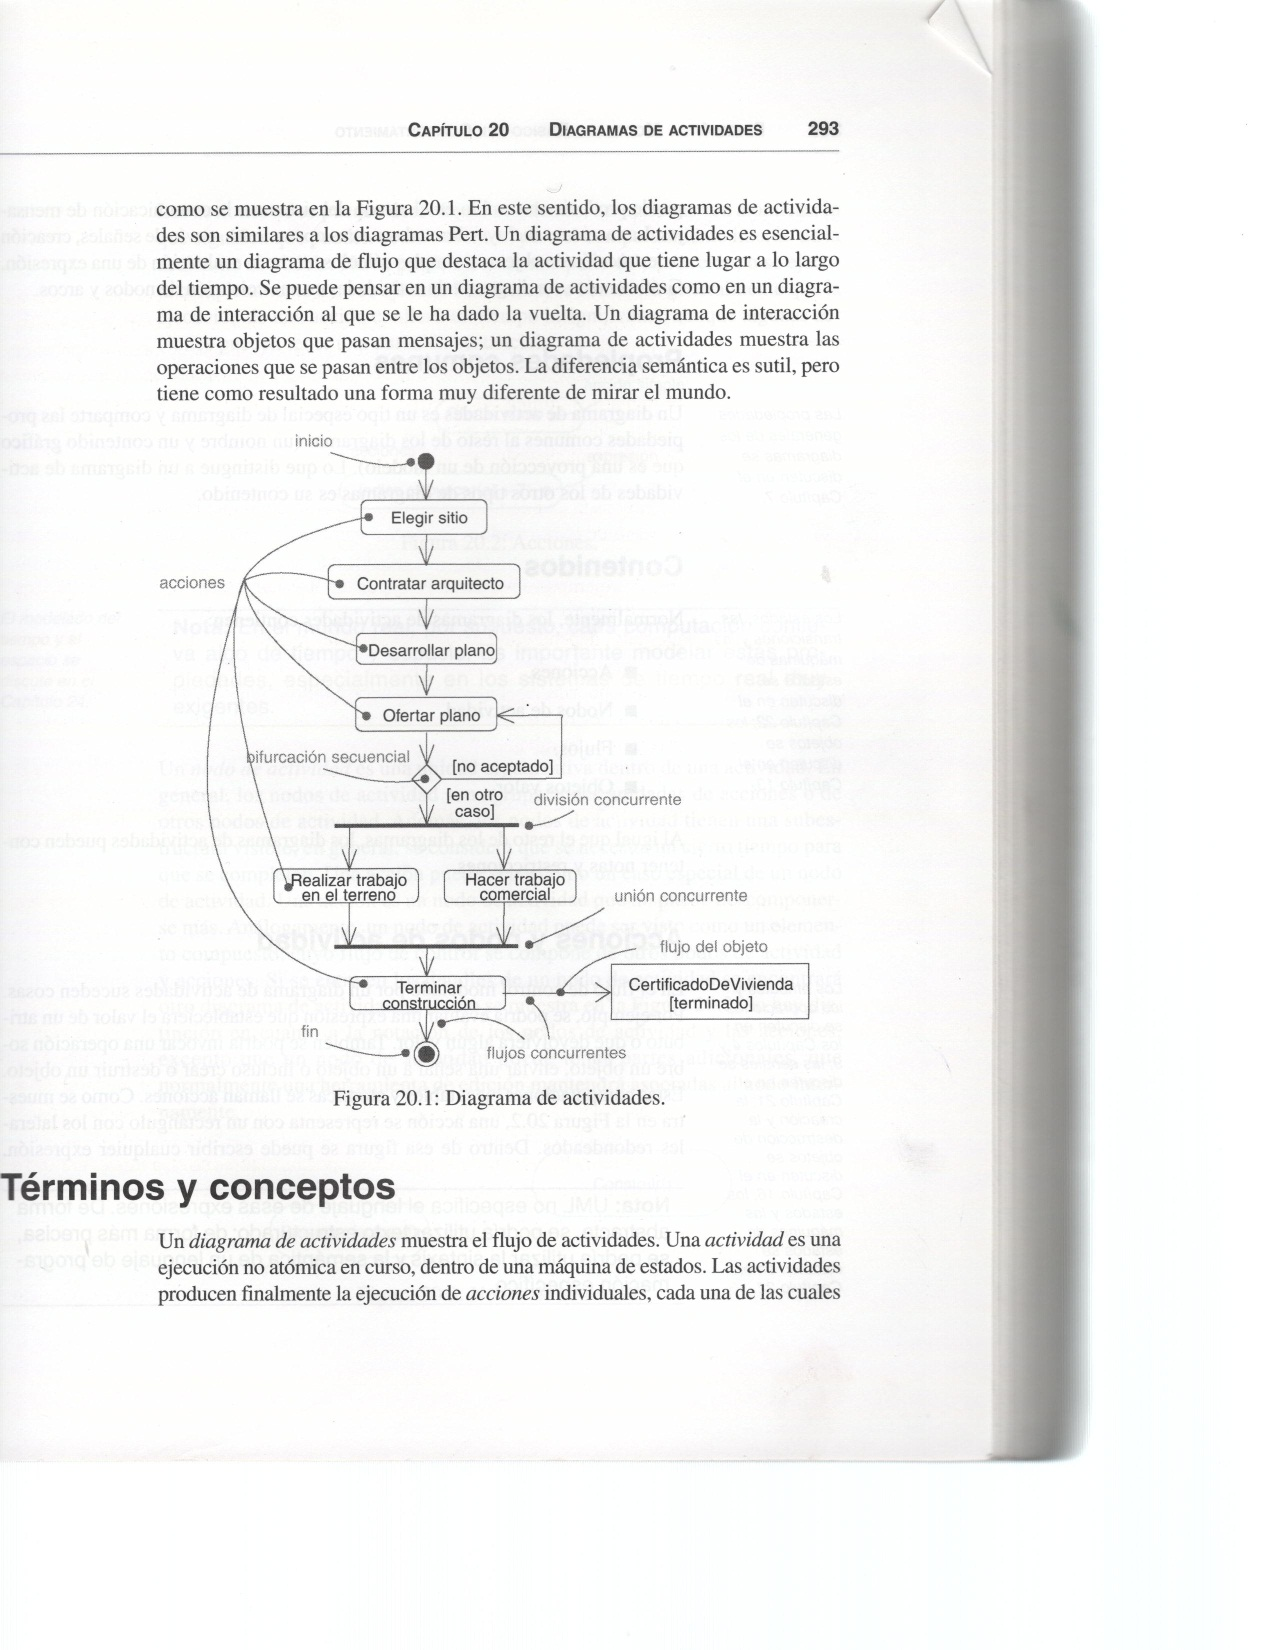 CAPÍTULO 20 DIAGRAMAS DE ACTIVIDADES 293
como se muestra en la Figura 20.1. En este sentido, los diagramas de activida-
des son similares a los diagramas Pert. Un diagrama de actividades es esencial-
mente un diagrama de flujo que destaca la actividad que tiene lugar a lo largo
del tiempo. Se puede pensar en un diagrama de actividades como en un diagra-
ma de interacción al que se le ha dado la vuelta. Un diagrama de interacción
muestra objetos que pasan mensajes; un diagrama de actividades muestra las
operaciones que se pasan entre los objetos. La diferencia semántica es sutil, pero
tiene como resultado una forma muy diferente de mirar el mundo.
inicio
Elegir sitio
acciones
Contratar arquitecto
Desarrollar plano
Ofertar plano
bifurcación secuencial
[no aceptado]
[en otro
caso]
división concurrente
Realizar trabajo
en el terreno
Hacer trabajo
comercial
unión concurrente
flujo del objeto
Terminar
construcción
CertificadoDeVivienda
[terminado]
fin
flujos concurrentes
Figura 20.1: Diagrama de actividades.
Términos y conceptos
Un diagrama de actividades muestra el flujo de actividades. Una actividad es una
ejecución no atómica en curso, dentro de una máquina de estados. Las actividades
producen finalmente la ejecución de acciones individuales, cada una de las cuales